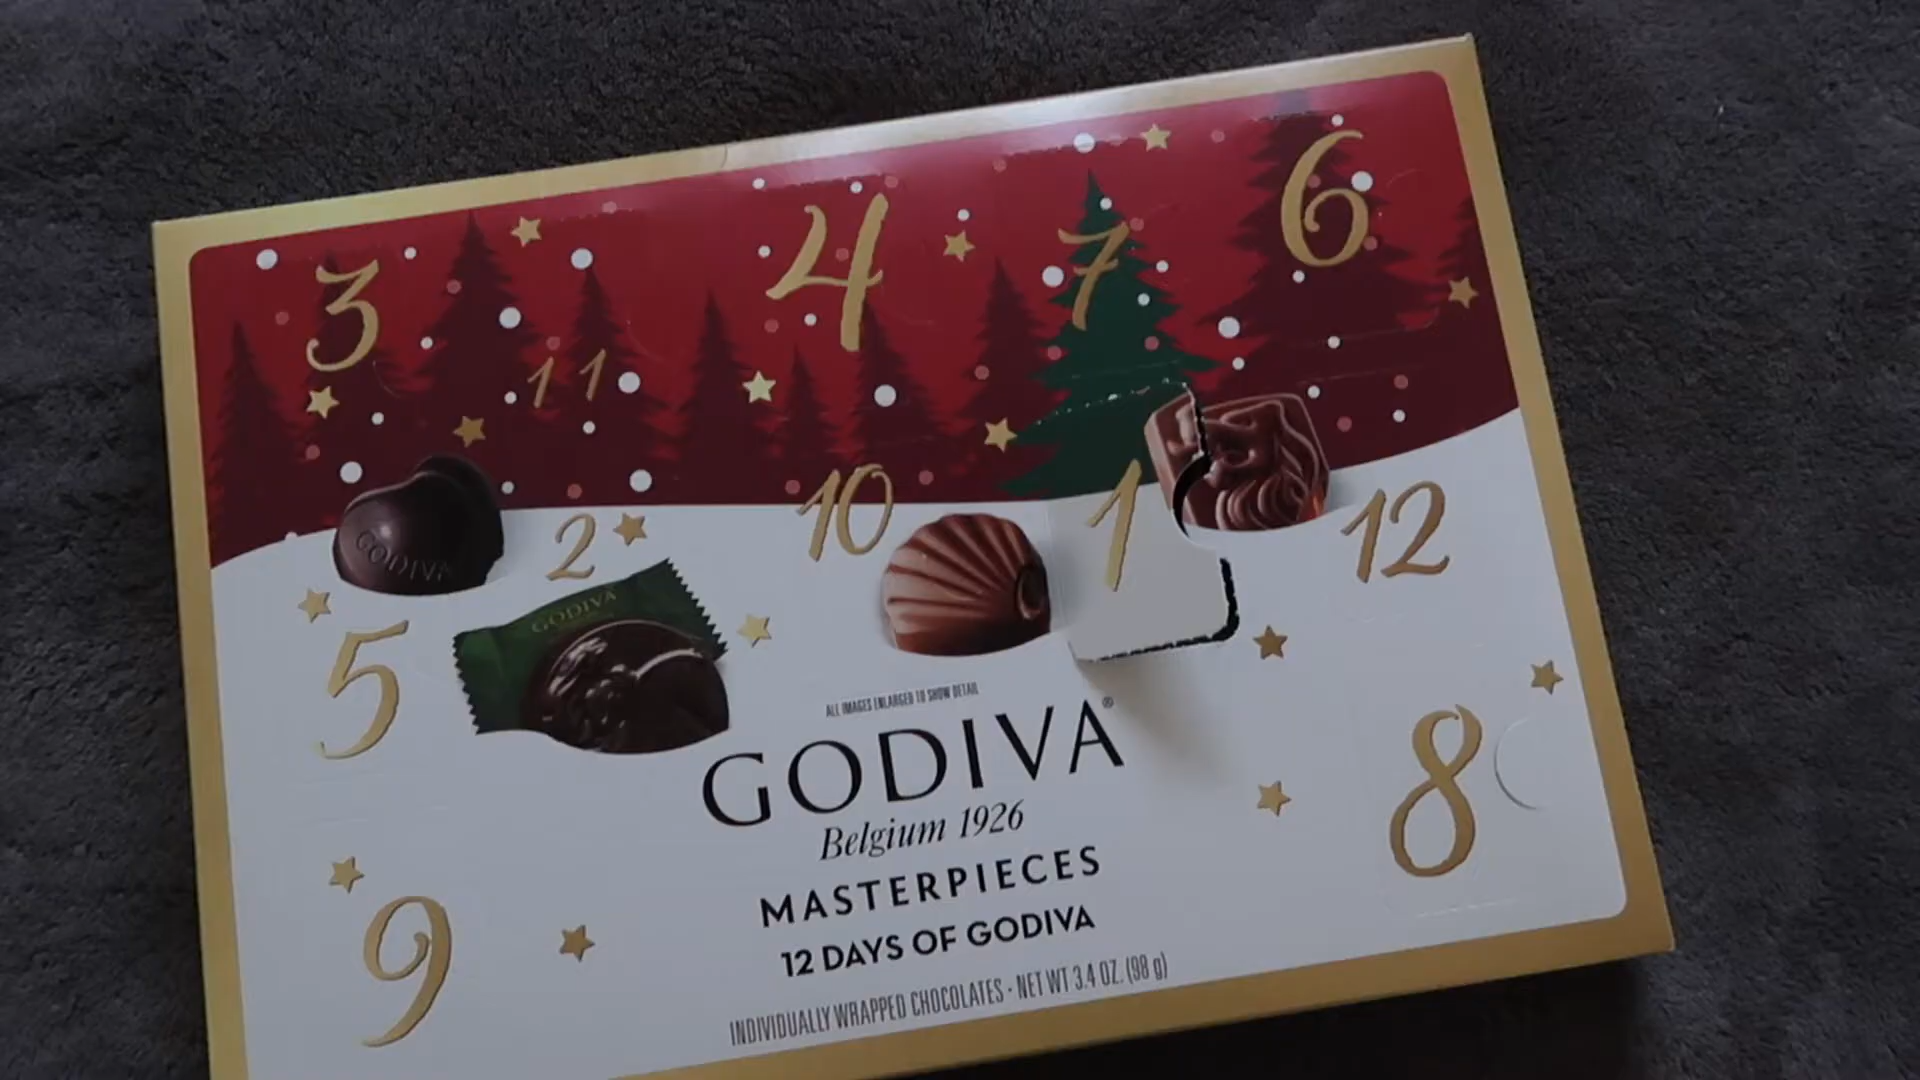 6
4
7
3
11
1
10
12
2
GODIVA
GODIVA
5
ALL IMAGES ENLARGED TO SHOW DETAIL
GODIVA®
Belgium 1926
8
MASTERPIECES
12 DAYS OF GODIVA
9
INDIVIDUALLY WRAPPED CHOCOLATES · NET WT 3.4 OZ. (98 g)